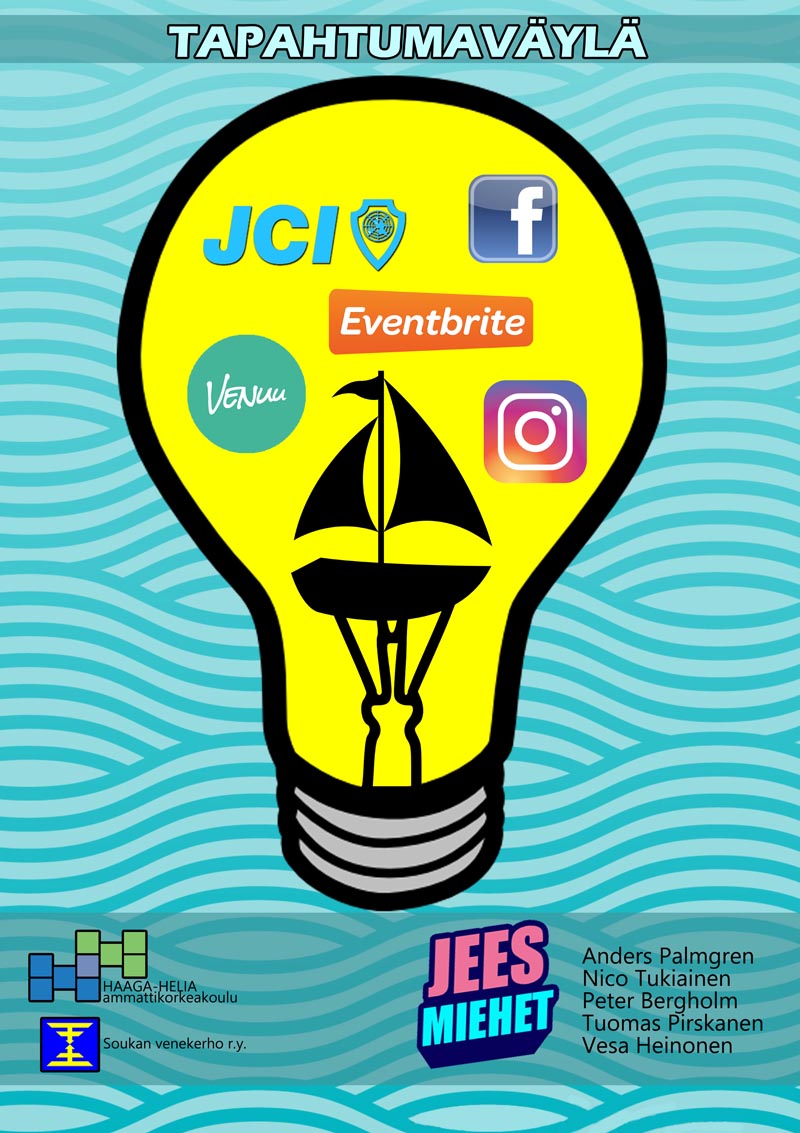 TAPAHTUMAVÄYLÄ
JCI
f
Eventbrite
VENUU
JEES
MIEHET
HAAGA-HELIA
ammattikorkeakoulu
Soukan venekerho r.y.
Anders Palmgren
Nico Tukiainen
Peter Bergholm
Tuomas Pirskanen
Vesa Heinonen